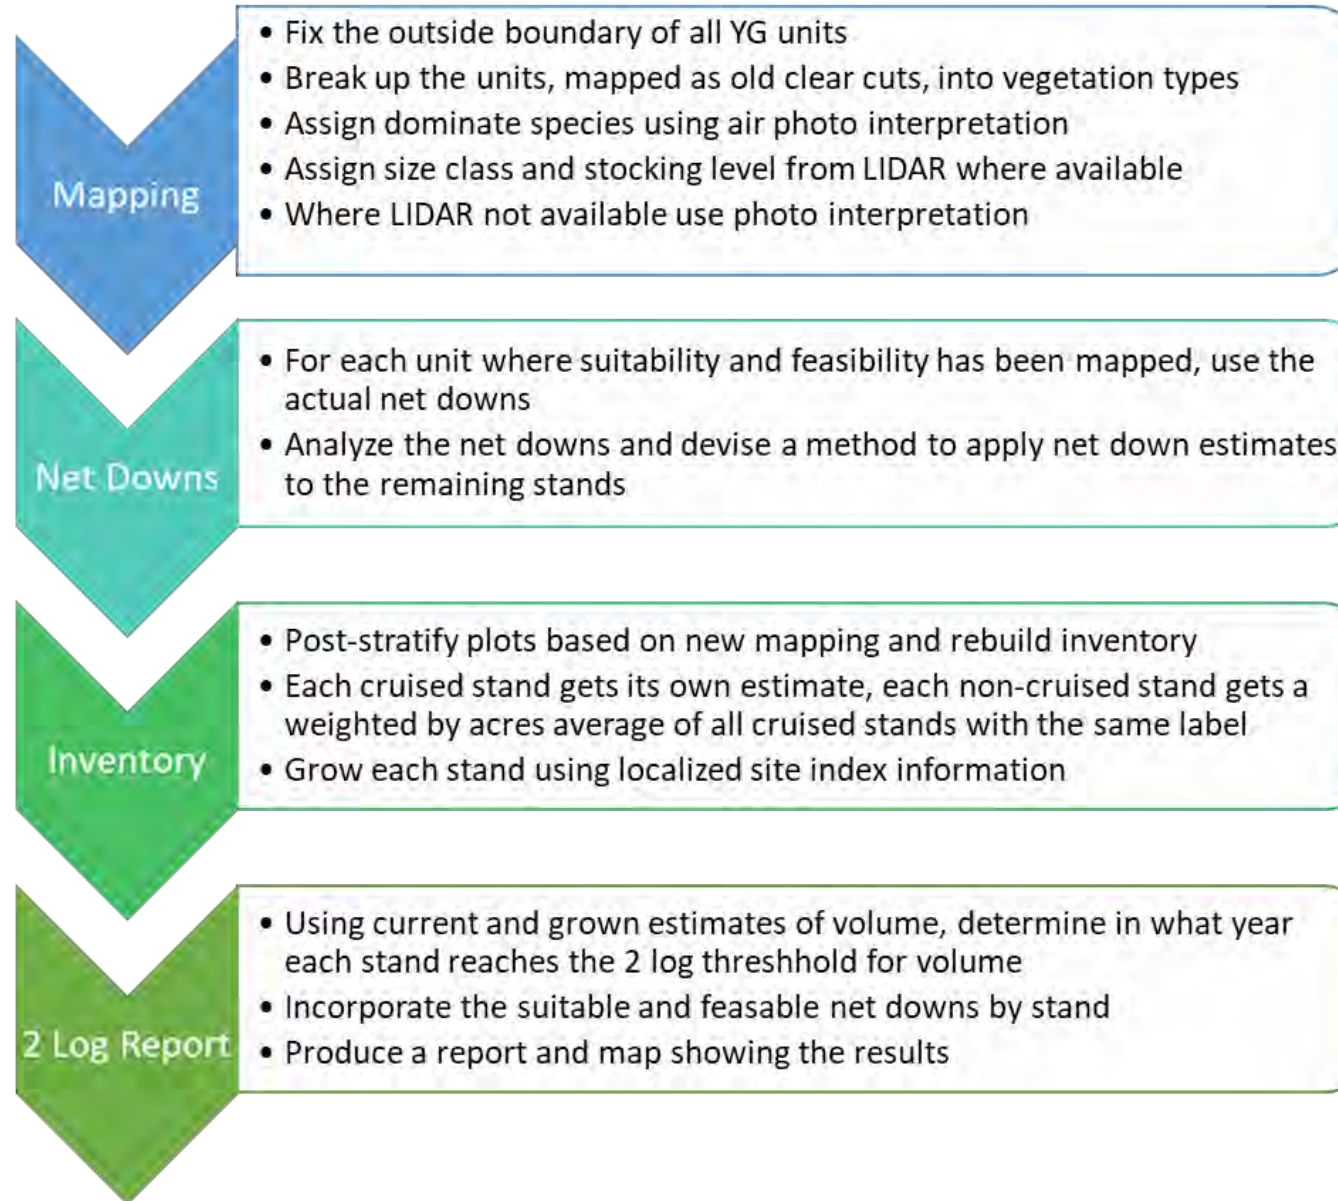 Mapping
• Fix the outside boundary of all YG units
• Break up the units, mapped as old clear cuts, into vegetation types
• Assign dominate species using air photo interpretation
• Assign size class and stocking level from LIDAR where available
• Where LIDAR not available use photo interpretation
Net Downs
• For each unit where suitability and feasibility has been mapped, use the
actual net downs
• Analyze the net downs and devise a method to apply net down estimates
to the remaining stands
Inventory
• Post-stratify plots based on new mapping and rebuild inventory
• Each cruised stand gets its own estimate, each non-cruised stand gets a
weighted by acres average of all cruised stands with the same label
• Grow each stand using localized site index information
2 Log Report
• Using current and grown estimates of volume, determine in what year
each stand reaches the 2 log threshhold for volume
• Incorporate the suitable and feasable net downs by stand
• Produce a report and map showing the results